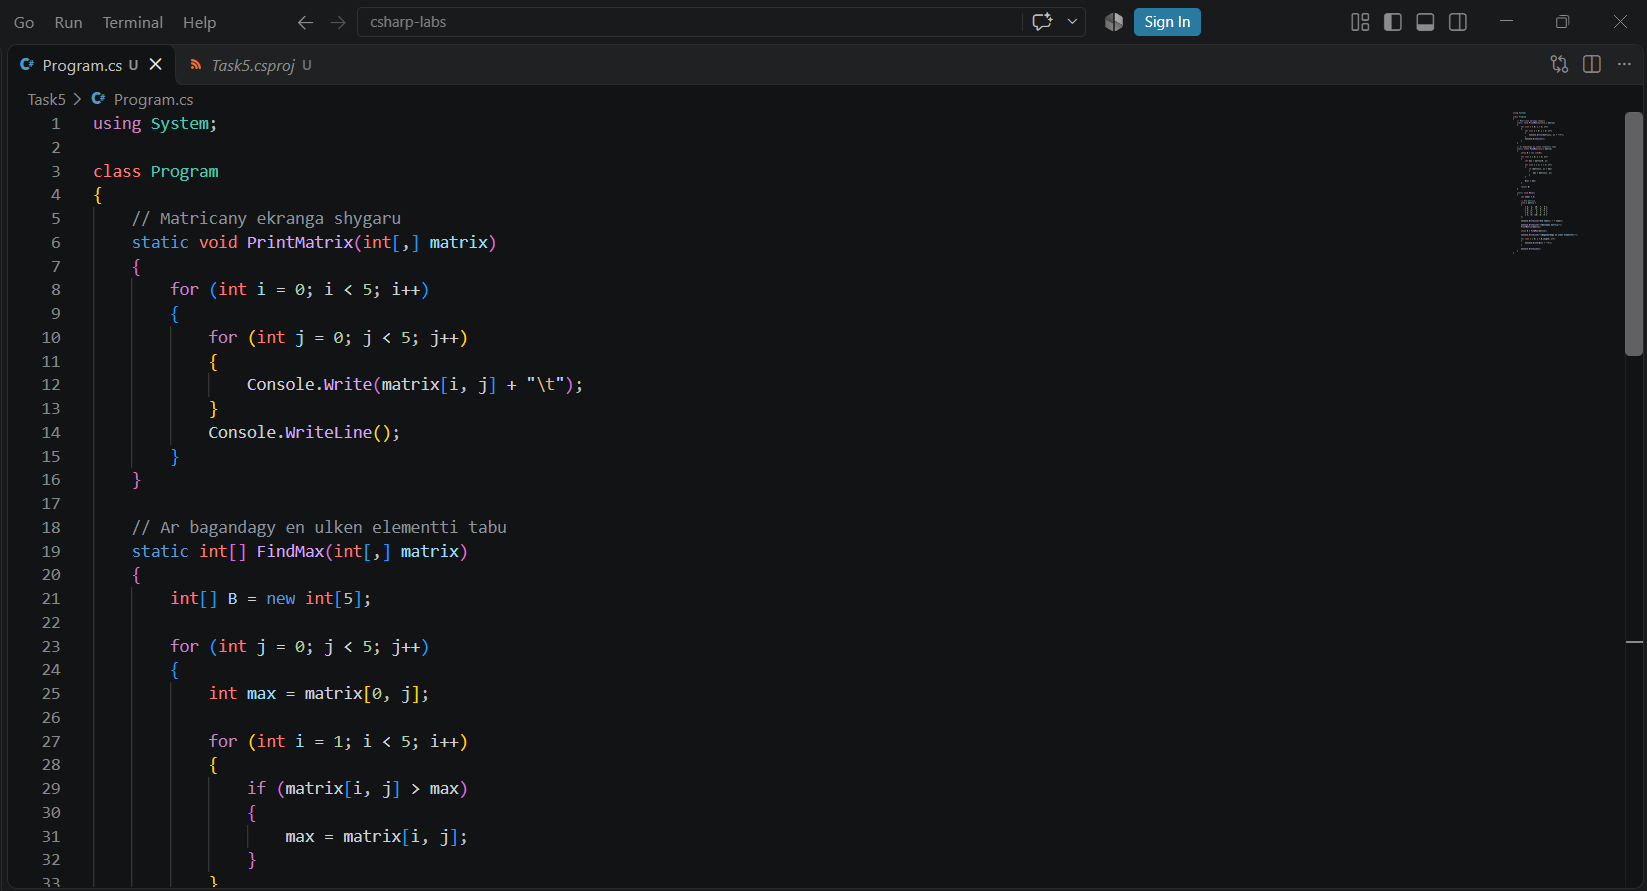 Go Run Terminal Help csharp-labs Sign In
C# Program.cs U Task5.csproj U
Task5 > C# Program.cs
1 using System;
2
3 class Program
4 {
5 // Matricany ekranga shygaru
6 static void PrintMatrix(int[,] matrix)
7 {
8 for (int i = 0; i < 5; i++)
9 {
10 for (int j = 0; j < 5; j++)
11 {
12 Console.Write(matrix[i, j] + "\t");
13 }
14 Console.WriteLine();
15 }
16 }
17
18 // Ar bagandagy en ulken elementti tabu
19 static int[] FindMax(int[,] matrix)
20 {
21 int[] B = new int[5];
22
23 for (int j = 0; j < 5; j++)
24 {
25 int max = matrix[0, j];
26
27 for (int i = 1; i < 5; i++)
28 {
29 if (matrix[i, j] > max)
30 {
31 max = matrix[i, j];
32 }
33 }